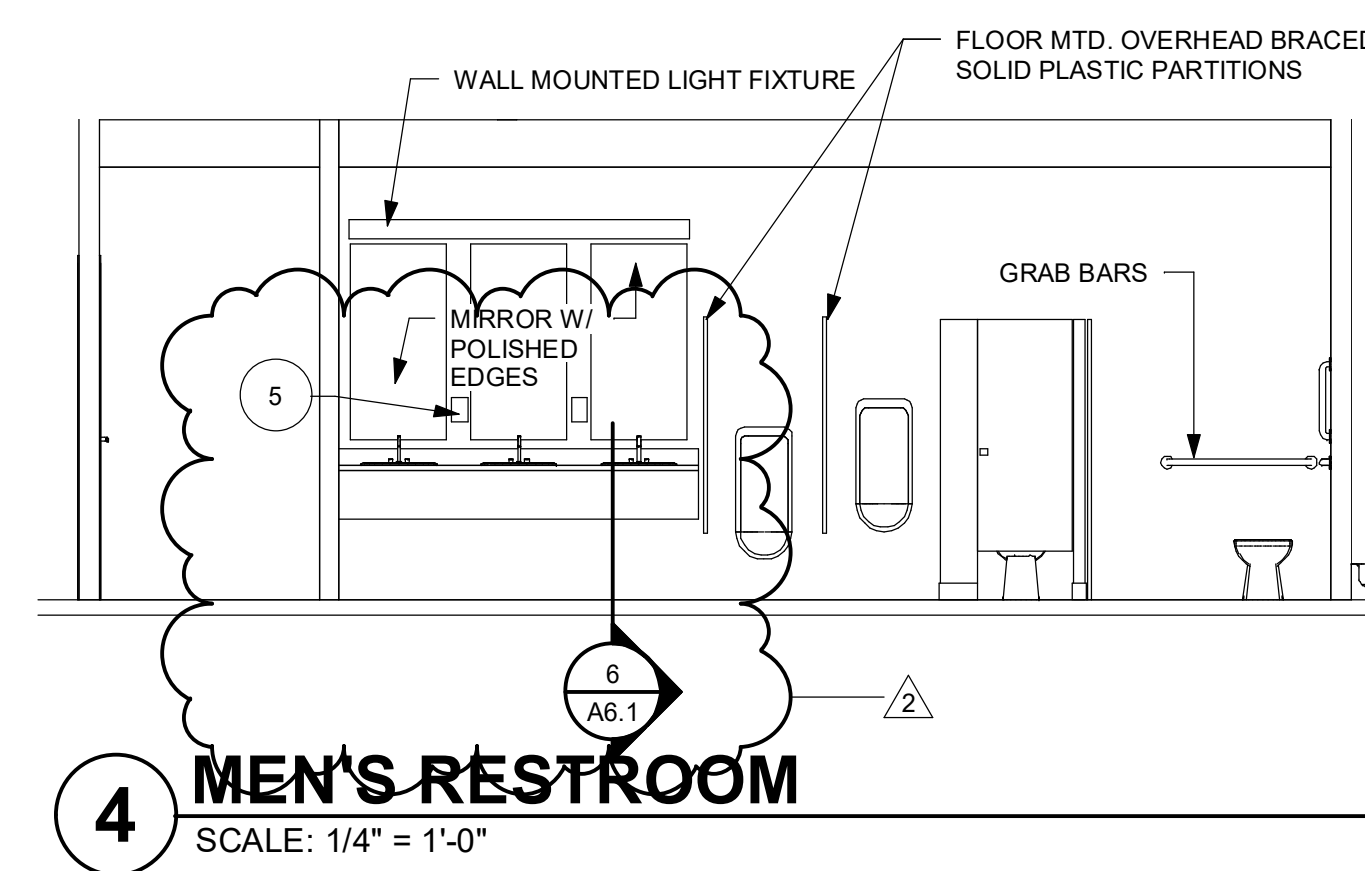 FLOOR MTD. OVERHEAD BRACED
SOLID PLASTIC PARTITIONS
WALL MOUNTED LIGHT FIXTURE
GRAB BARS
MIRROR W/
POLISHED
EDGES
5
6
A6.1
2
4
MEN'S RESTROOM
SCALE: 1/4" = 1'-0"